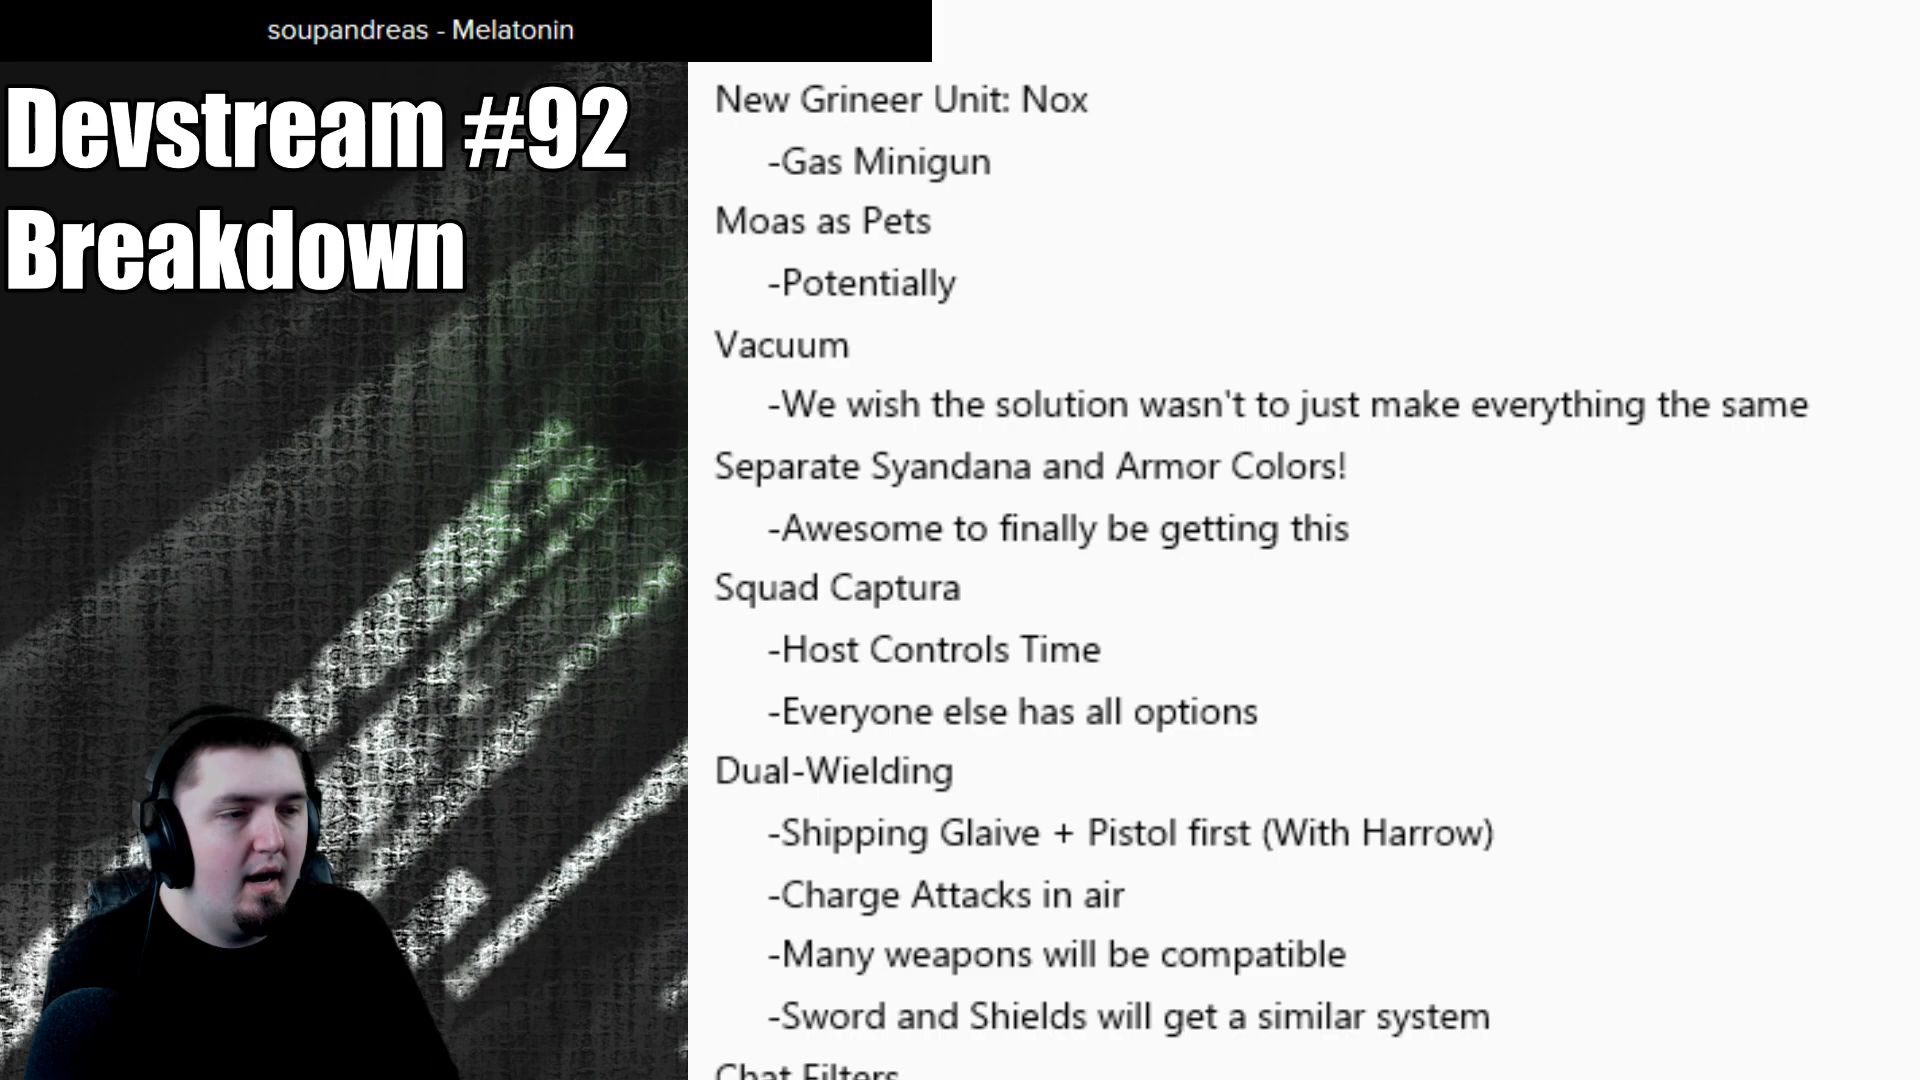 soupandreas - Melatonin
Devstream #92
Breakdown
New Grineer Unit: Nox
-Gas Minigun
Moas as Pets
-Potentially
Vacuum
-We wish the solution wasn't to just make everything the same
Separate Syandana and Armor Colors!
-Awesome to finally be getting this
Squad Captura
-Host Controls Time
-Everyone else has all options
Dual-Wielding
-Shipping Glaive + Pistol first (With Harrow)
-Charge Attacks in air
-Many weapons will be compatible
-Sword and Shields will get a similar system
Chat Filters